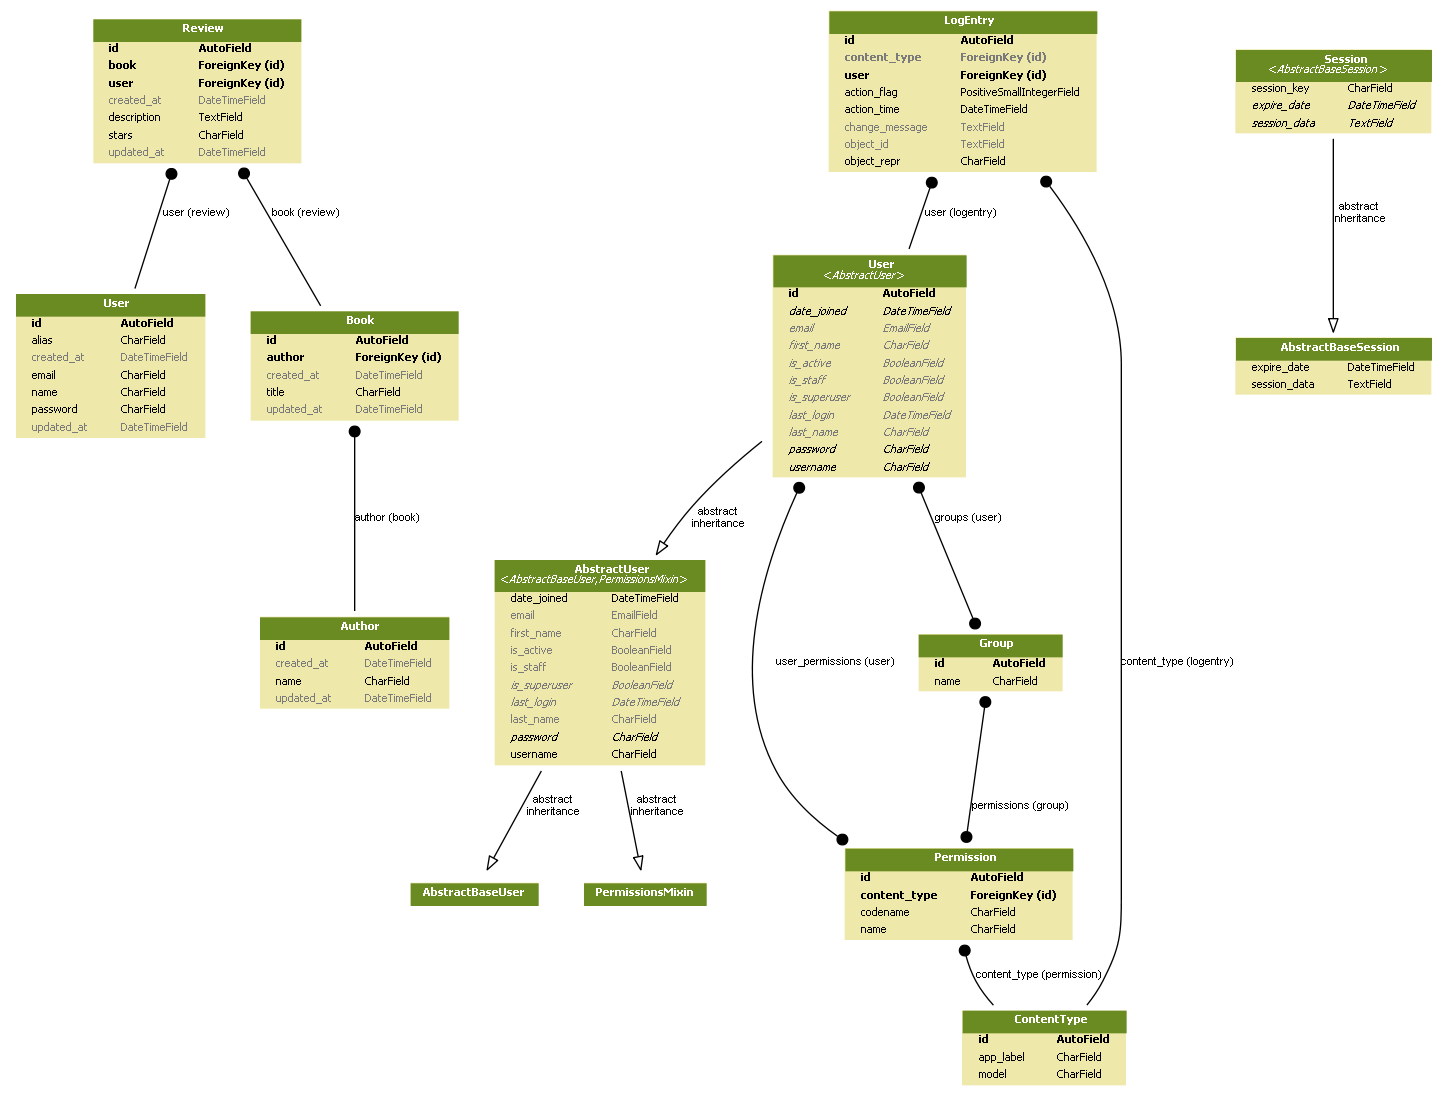 Review
id AutoField
book ForeignKey (id)
user ForeignKey (id)
created_at DateTimeField
description TextField
stars CharField
updated_at DateTimeField
user (review)
book (review)
User
id AutoField
alias CharField
created_at DateTimeField
email CharField
name CharField
password CharField
updated_at DateTimeField
Book
id AutoField
author ForeignKey (id)
created_at DateTimeField
title CharField
updated_at DateTimeField
author (book)
Author
id AutoField
created_at DateTimeField
name CharField
updated_at DateTimeField
LogEntry
id AutoField
content_type ForeignKey (id)
user ForeignKey (id)
action_flag PositiveSmallIntegerField
action_time DateTimeField
change_message TextField
object_id TextField
object_repr CharField
user (logentry)
User
<AbstractUser>
id AutoField
date_joined DateTimeField
email EmailField
first_name CharField
is_active BooleanField
is_staff BooleanField
is_superuser BooleanField
last_login DateTimeField
last_name CharField
password CharField
username CharField
abstract
inheritance
groups (user)
AbstractUser
<AbstractBaseUser,PermissionsMixin>
date_joined DateTimeField
email EmailField
first_name CharField
is_active BooleanField
is_staff BooleanField
is_superuser BooleanField
last_login DateTimeField
last_name CharField
password CharField
username CharField
abstract
inheritance
abstract
inheritance
AbstractBaseUser
PermissionsMixin
user_permissions (user)
Group
id AutoField
name CharField
content_type (logentry)
permissions (group)
Permission
id AutoField
content_type ForeignKey (id)
codename CharField
name CharField
content_type (permission)
ContentType
id AutoField
app_label CharField
model CharField
Session
<AbstractBaseSession>
session_key CharField
expire_date DateTimeField
session_data TextField
abstract
inheritance
AbstractBaseSession
expire_date DateTimeField
session_data TextField